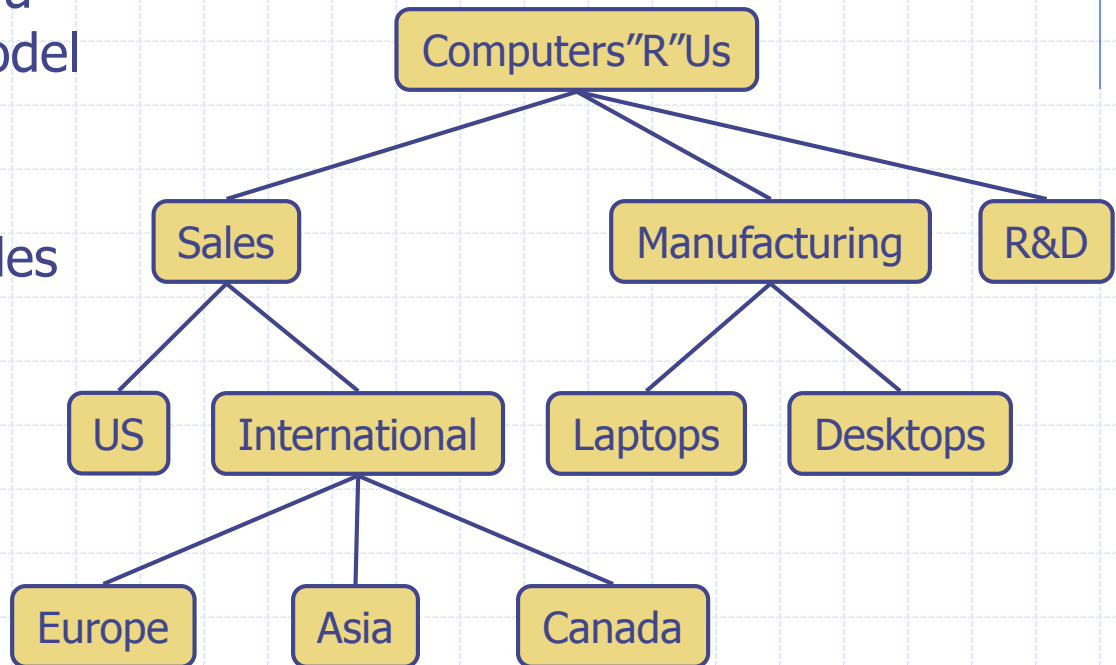 odel
Computers”R”Us
Sales
Manufacturing
R&D
les
US
International
Laptops
Desktops
Europe
Asia
Canada